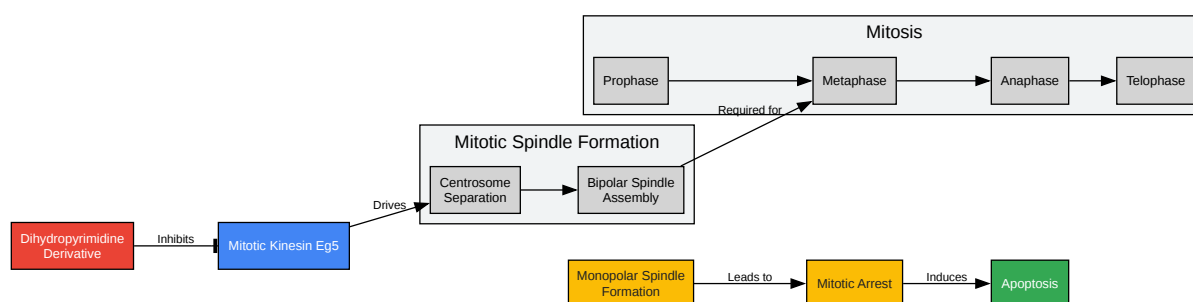 Mitosis
Prophase
Metaphase
Anaphase
Telophase
Required for
Mitotic Spindle Formation
Centrosome
Separation
Bipolar Spindle
Assembly
Drives
Dihydropyrimidine
Derivative
Inhibits
Mitotic Kinesin Eg5
Monopolar Spindle
Formation
Leads to
Mitotic Arrest
Induces
Apoptosis